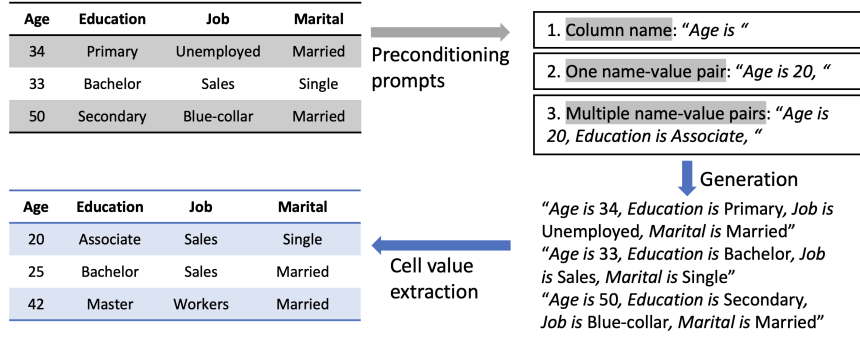 Age Education Job Marital
34 Primary Unemployed Married
33 Bachelor Sales Single
50 Secondary Blue-collar Married
Preconditioning
prompts
1. Column name: “Age is “
2. One name-value pair: “Age is 20, “
3. Multiple name-value pairs: “Age is
20, Education is Associate, “
Generation
“Age is 34, Education is Primary, Job is
Unemployed, Marital is Married”
“Age is 33, Education is Bachelor, Job
is Sales, Marital is Single”
“Age is 50, Education is Secondary,
Job is Blue-collar, Marital is Married”
Cell value
extraction
Age Education Job Marital
20 Associate Sales Single
25 Bachelor Sales Married
42 Master Workers Married